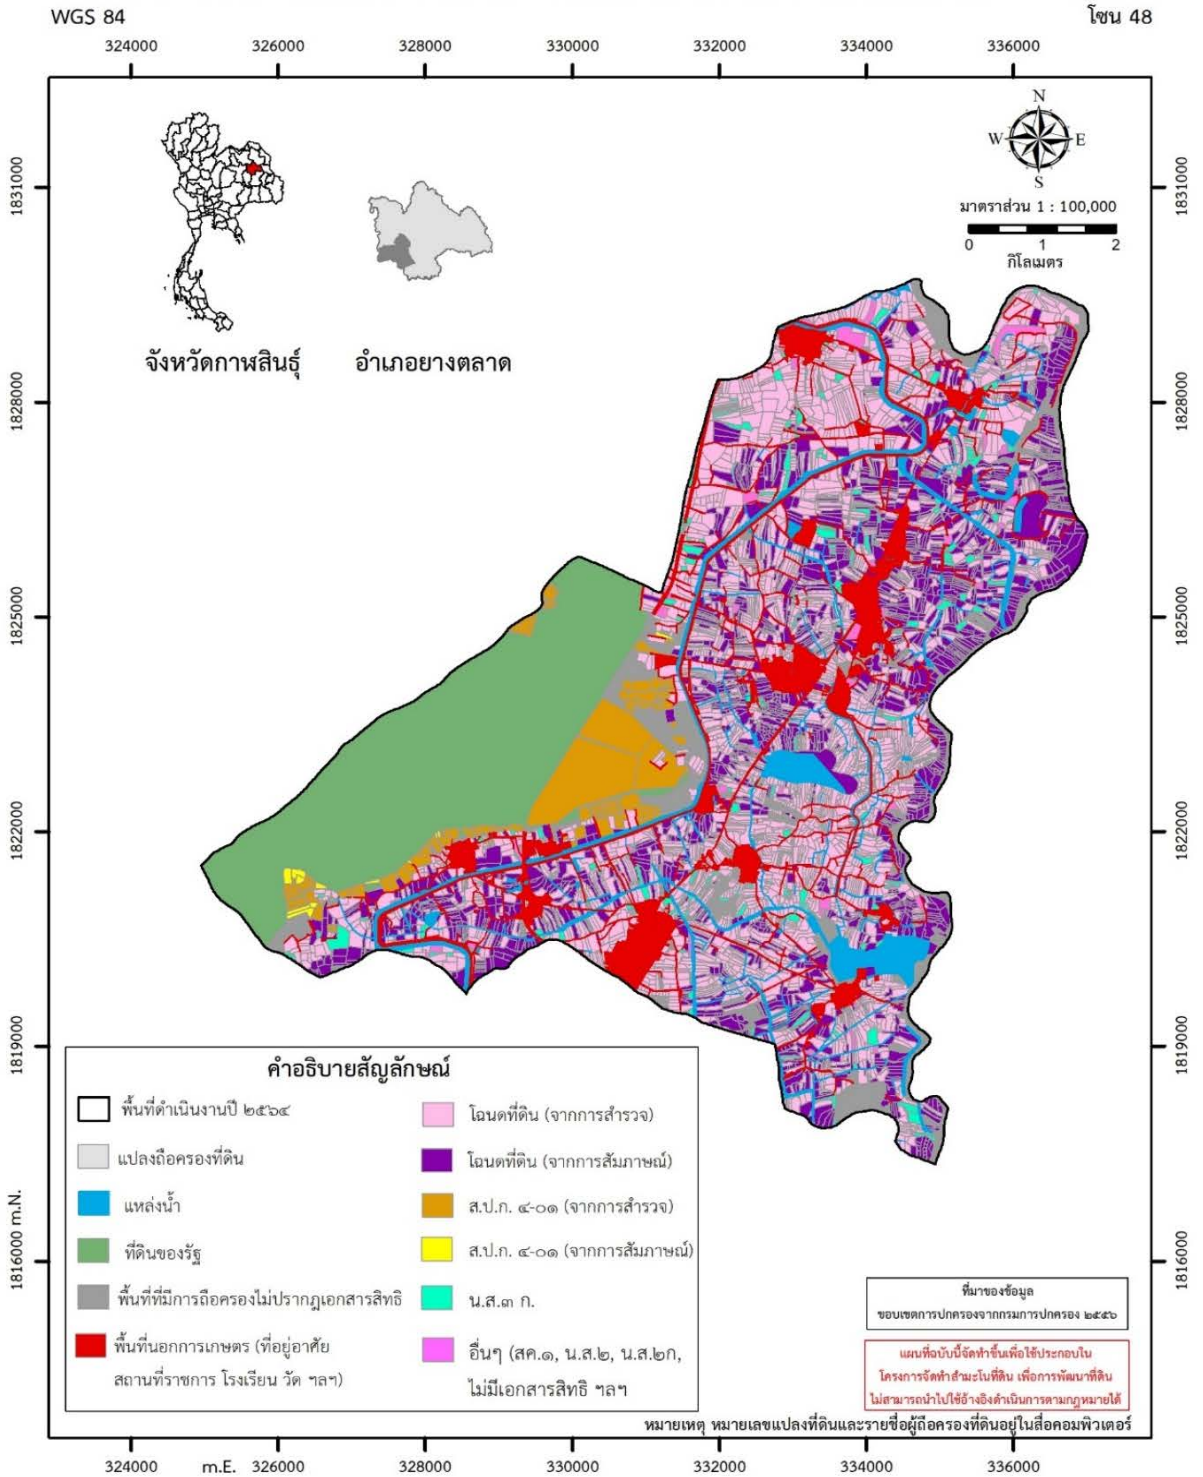 WGS 84
โซน 48
324000 326000 328000 330000 332000 334000 336000
N
W E
S
1831000
1831000
มาตราส่วน 1 : 100,000
0 1 2
กิโลเมตร
จังหวัดกาฬสินธุ์
อำเภอยางตลาด
1828000
1828000
1825000
1825000
1822000
1822000
1819000
1819000
คำอธิบายสัญลักษณ์
พื้นที่ดำเนินงานปี ๒๕๖๔
แปลงถือครองที่ดิน
แหล่งน้ำ
ที่ดินของรัฐ
พื้นที่ที่มีการถือครองไม่ปรากฏเอกสารสิทธิ
พื้นที่นอกการเกษตร (ที่อยู่อาศัย
สถานที่ราชการ โรงเรียน วัด ฯลฯ)
โฉนดที่ดิน (จากการสำรวจ)
โฉนดที่ดิน (จากการสัมภาษณ์)
ส.ป.ก. ๔-๐๑ (จากการสำรวจ)
ส.ป.ก. ๔-๐๑ (จากการสัมภาษณ์)
น.ส.๓ ก.
อื่นๆ (สค.๑, น.ส.๒, น.ส.๒ก,
ไม่มีเอกสารสิทธิ ฯลฯ
1816000 m.N.
1816000
ที่มาของข้อมูล
ขอบเขตการปกครองจากกรมการปกครอง ๒๕๕๖
แผนที่ฉบับนี้จัดทำขึ้นเพื่อใช้ประกอบใน
โครงการจัดทำสำมะโนที่ดิน เพื่อการพัฒนาที่ดิน
ไม่สามารถนำไปใช้อ้างอิงดำเนินการตามกฎหมายได้
หมายเหตุ หมายเลขแปลงที่ดินและรายชื่อผู้ถือครองที่ดินอยู่ในสื่อคอมพิวเตอร์
324000 m.E. 326000 328000 330000 332000 334000 336000